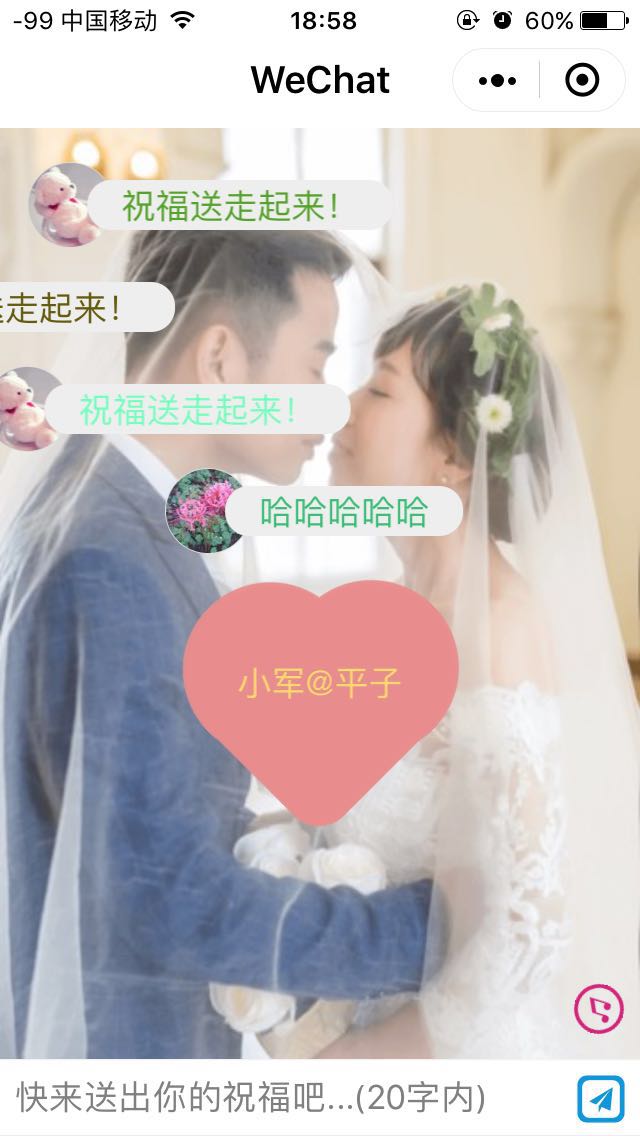 -99 中国移动 18:58 60%
WeChat
祝福送走起来！
走起来！
祝福送走起来！
哈哈哈哈哈
小军@平子
快来送出你的祝福吧...(20字内)